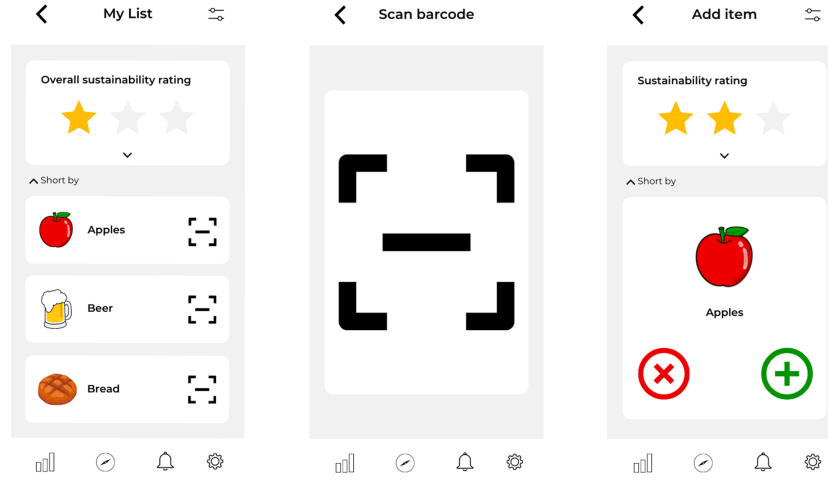 My List
Overall sustainability rating
Short by
Apples
Beer
Bread
Scan barcode
Add item
Sustainability rating
Short by
Apples